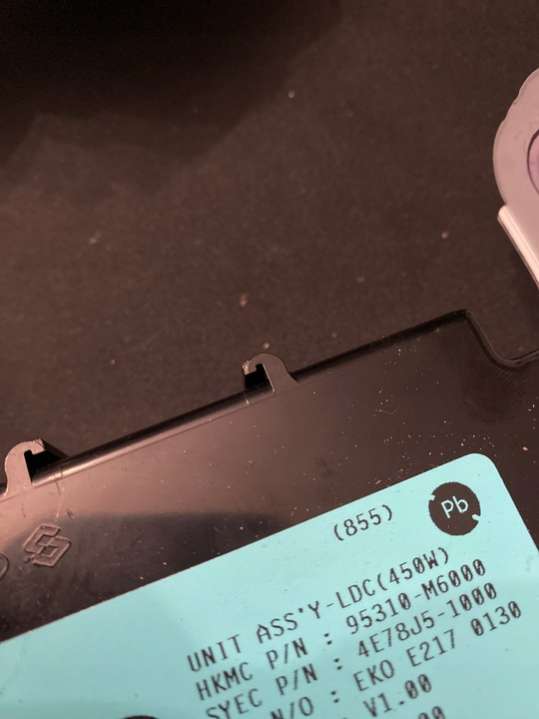 (855)
Pb
UNIT ASS'Y-LDC(450W)
HKMC P/N : 95310-M6000
SYEC P/N : 4E78J5-1000
/O : EKO E217 0130
V1.00